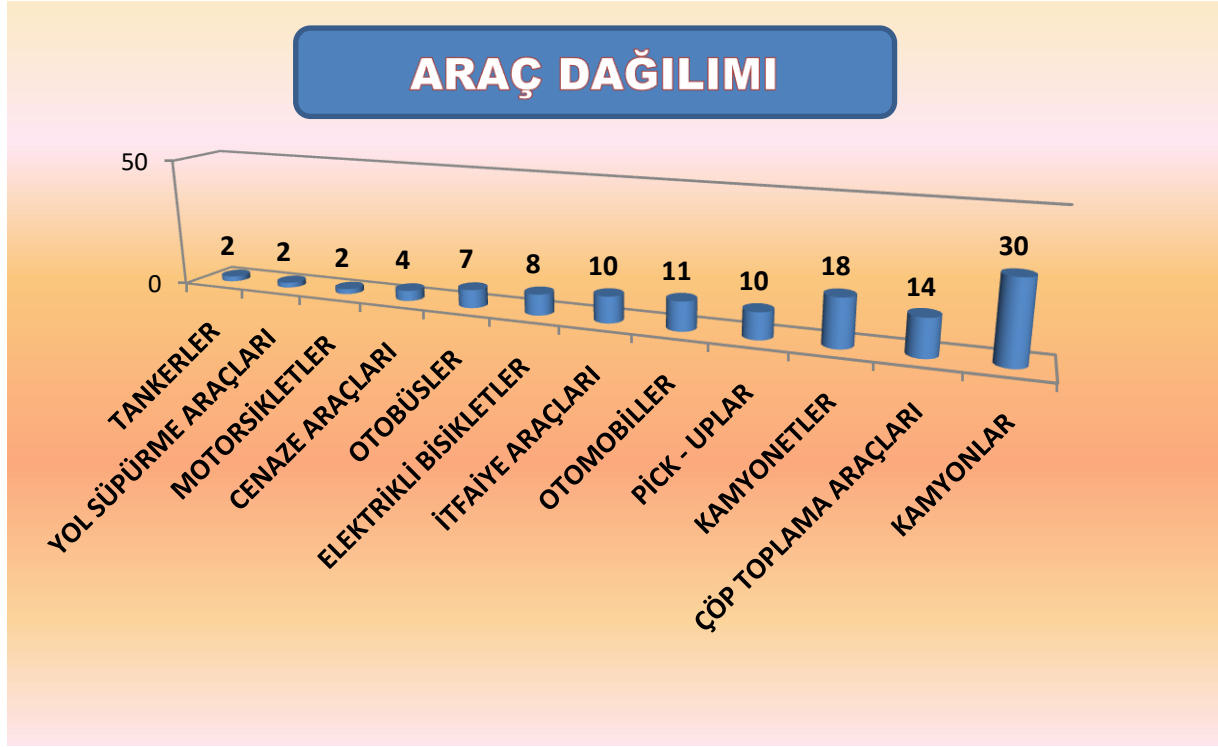 ARAÇ DAĞILIMI
50
0
2
2
2
4
7
8
10
11
10
18
14
30
TANKERLER
YOL SÜPÜRME ARAÇLARI
MOTORSİKLETLER
CENAZE ARAÇLARI
OTOBÜSLER
ELEKTRİKLİ BİSİKLETLER
İTFAİYE ARAÇLARI
OTOMOBİLLER
PİCK - UPLAR
KAMYONETLER
ÇÖP TOPLAMA ARAÇLARI
KAMYONLAR